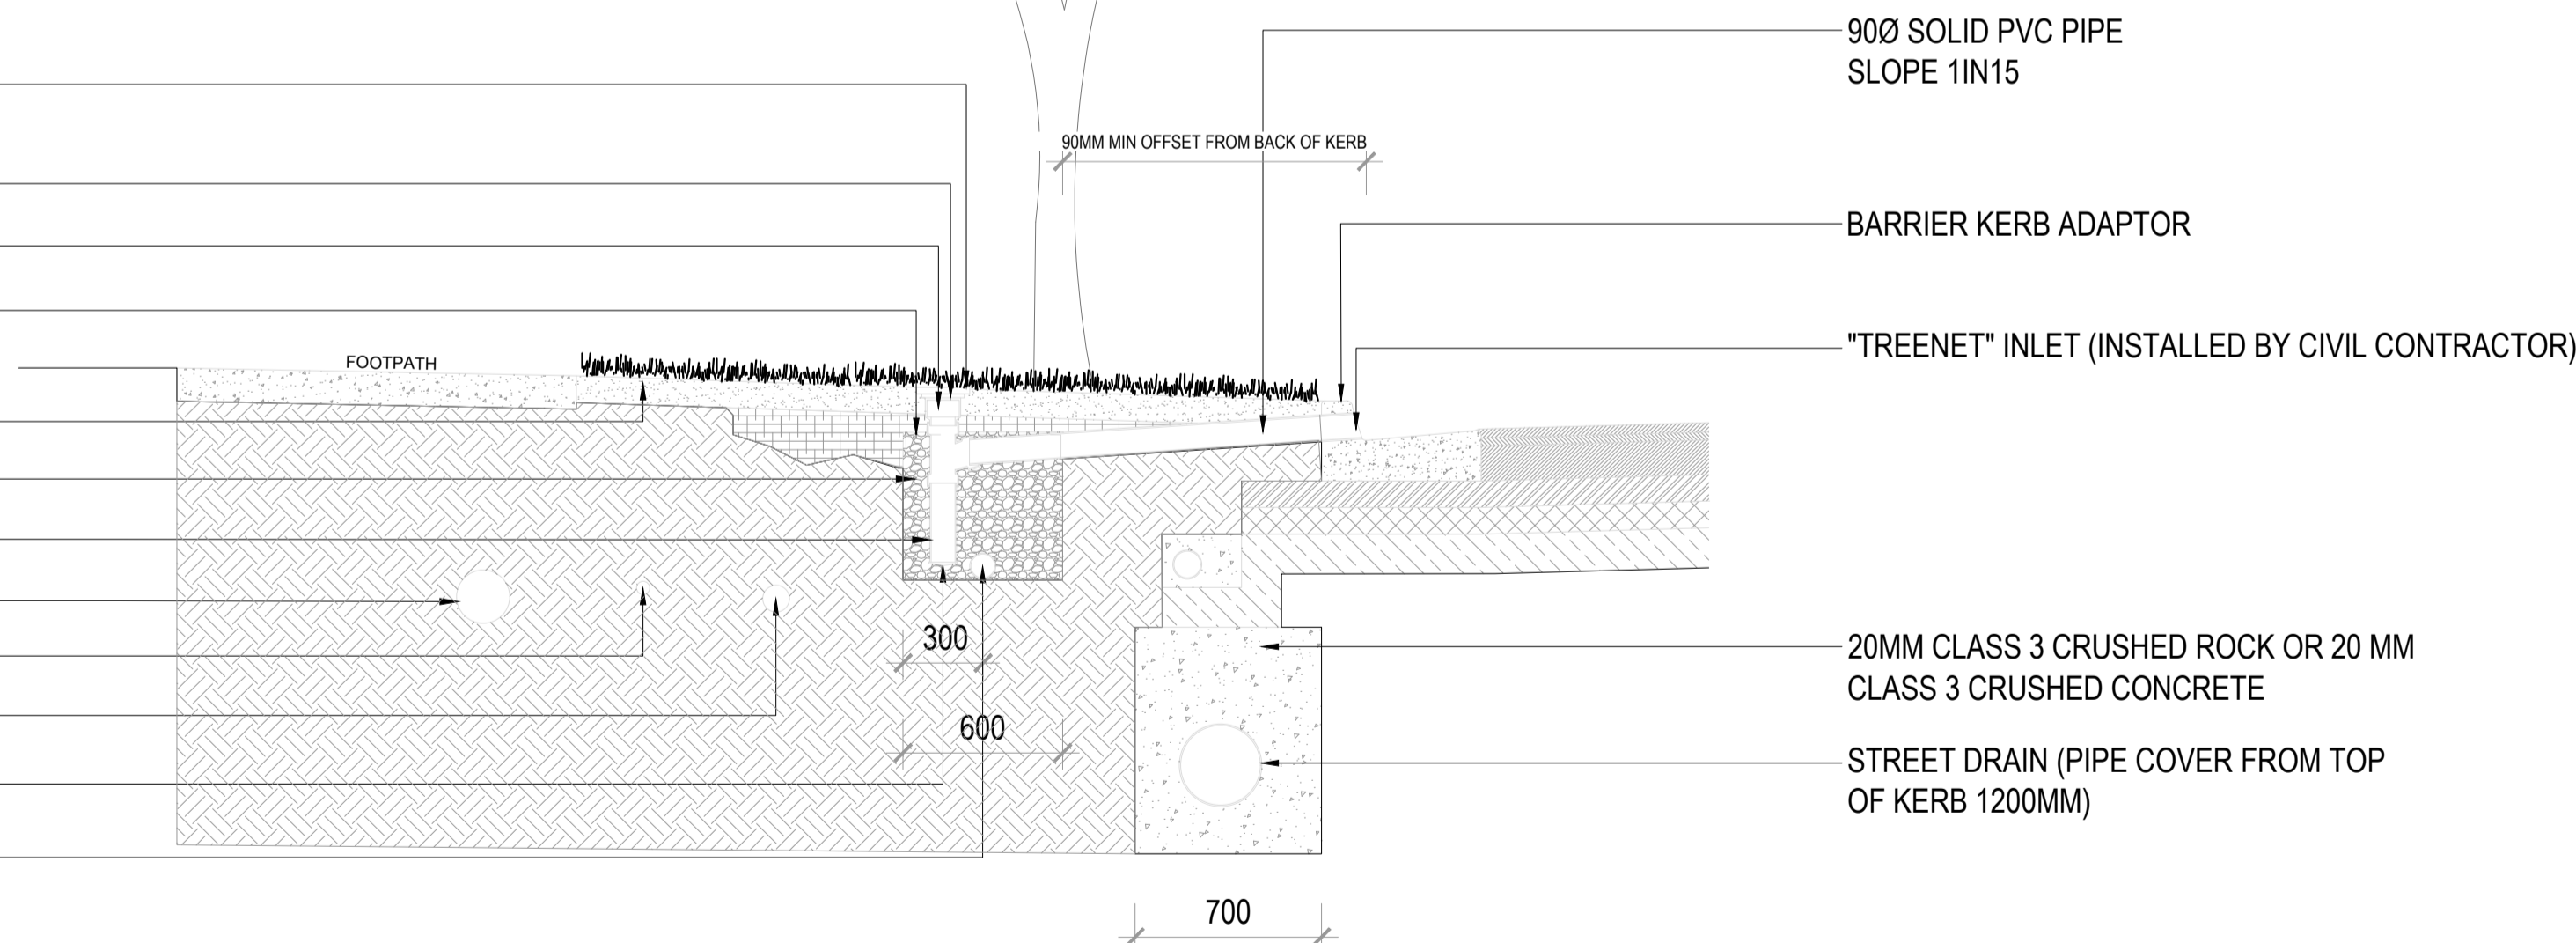 90Ø SOLID PVC PIPE
SLOPE 1IN15
90MM MIN OFFSET FROM BACK OF KERB
BARRIER KERB ADAPTOR
"TREENET" INLET (INSTALLED BY CIVIL CONTRACTOR)
FOOTPATH
300
20MM CLASS 3 CRUSHED ROCK OR 20 MM
CLASS 3 CRUSHED CONCRETE
600
STREET DRAIN (PIPE COVER FROM TOP
OF KERB 1200MM)
700